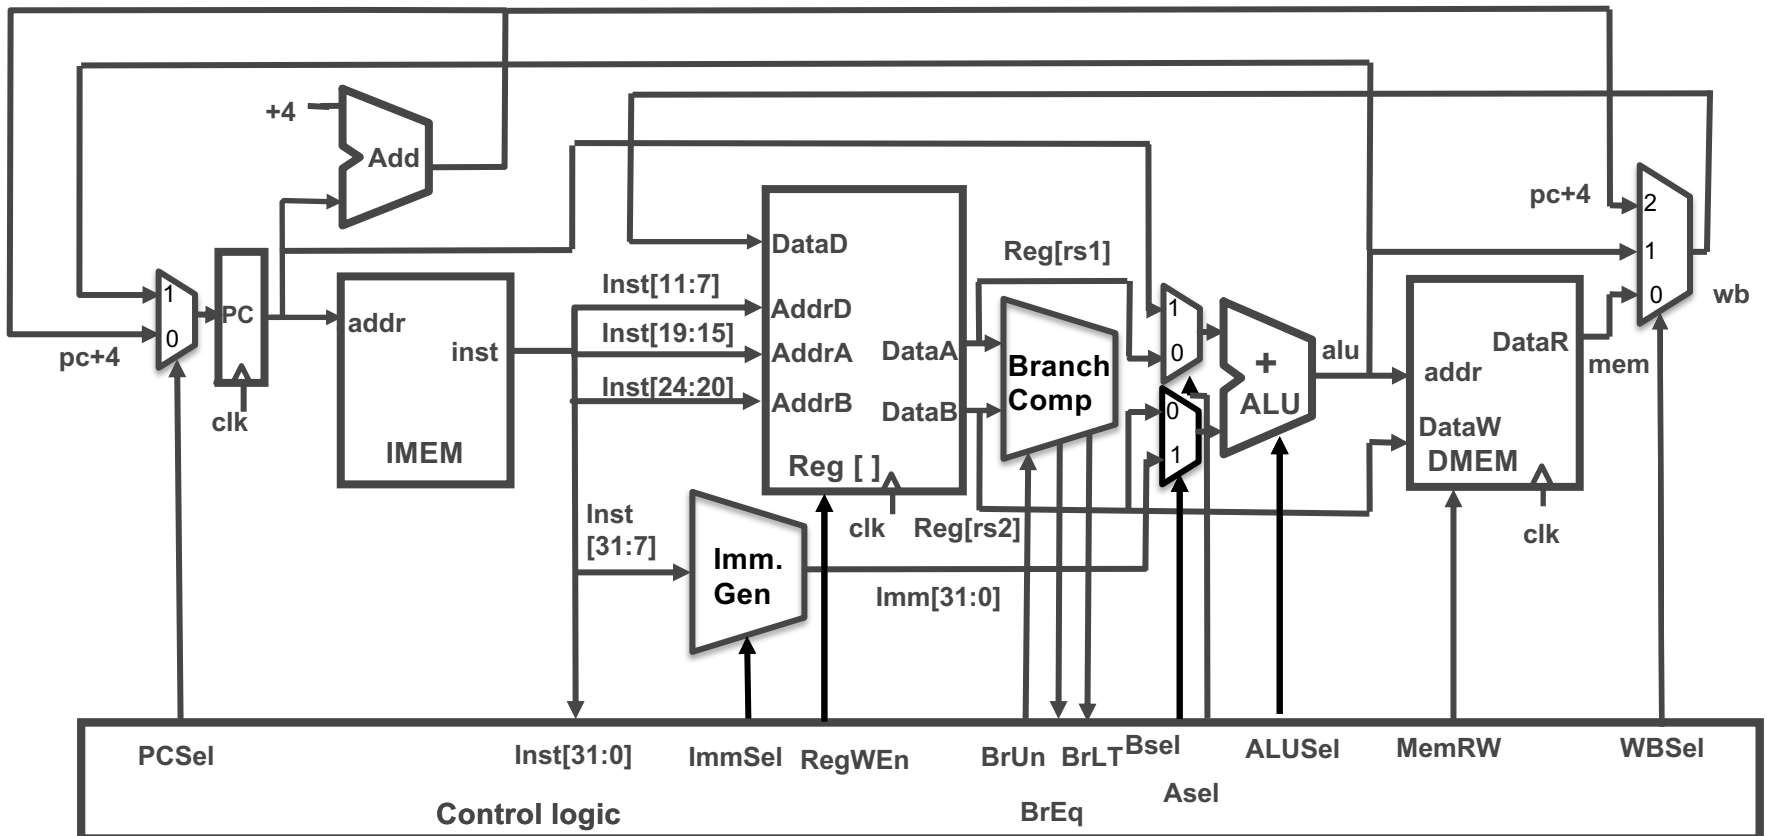 +4
Add
pc+4
2
1
0
wb
DataD
Reg[rs1]
Inst[11:7]
AddrD
Inst[19:15]
AddrA
DataA
Inst[24:20]
AddrB
DataB
Reg [ ]
clk
1
0
pc+4
PC
clk
addr
inst
IMEM
Branch
Comp
1
0
0
1
+
ALU
alu
addr
DataR
mem
DataW
DMEM
clk
Inst
[31:7]
Imm.
Gen
Reg[rs2]
Imm[31:0]
PCSel
Inst[31:0]
ImmSel
RegWEn
BrUn
BrLT
Bsel
ALUSel
MemRW
WBSel
Asel
BrEq
Control logic